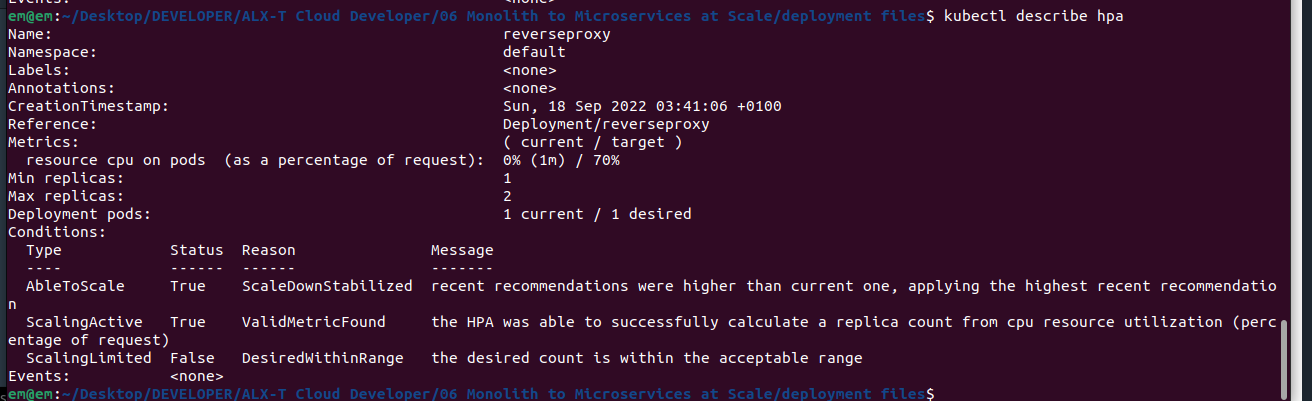 <none>
em@em:~/Desktop/DEVELOPER/ALX-T Cloud Developer/06 Monolith to Microservices at Scale/deployment files$ kubectl describe hpa
Name: reverseproxy
Namespace: default
Labels: <none>
Annotations: <none>
CreationTimestamp: Sun, 18 Sep 2022 03:41:06 +0100
Reference: Deployment/reverseproxy
Metrics: ( current / target )
resource cpu on pods (as a percentage of request): 0% (1m) / 70%
Min replicas: 1
Max replicas: 2
Deployment pods: 1 current / 1 desired
Conditions:
Type Status Reason Message
---- ------ ------ -------
AbleToScale True ScaleDownStabilized recent recommendations were higher than current one, applying the highest recent recommendatio
n
ScalingActive True ValidMetricFound the HPA was able to successfully calculate a replica count from cpu resource utilization (perc
entage of request)
ScalingLimited False DesiredWithinRange the desired count is within the acceptable range
Events: <none>
em@em:~/Desktop/DEVELOPER/ALX-T Cloud Developer/06 Monolith to Microservices at Scale/deployment files$